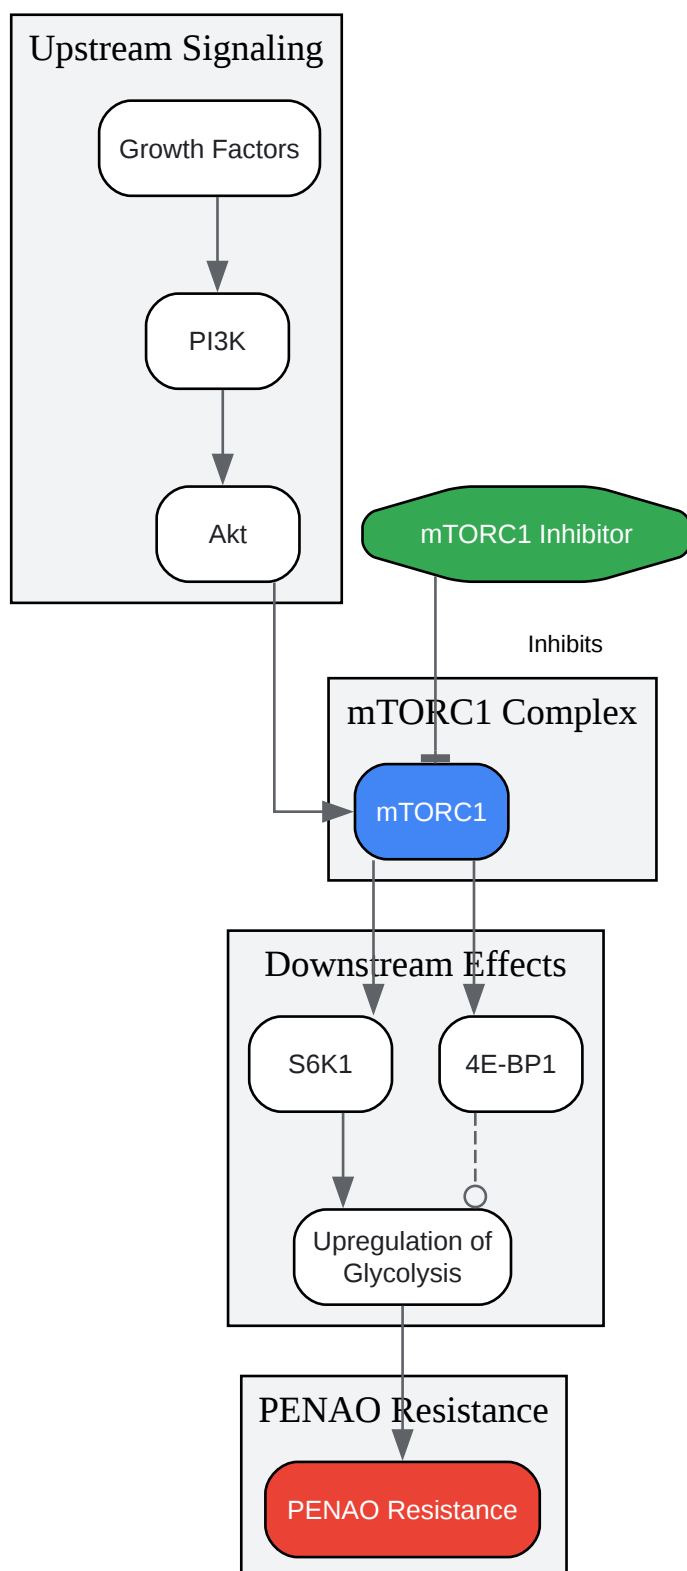 Upstream Signaling
Growth Factors
PI3K
Akt
mTORC1 Inhibitor
Inhibits
mTORC1 Complex
mTORC1
Downstream Effects
S6K1
4E-BP1
Upregulation of
Glycolysis
PENAO Resistance
PENAO Resistance